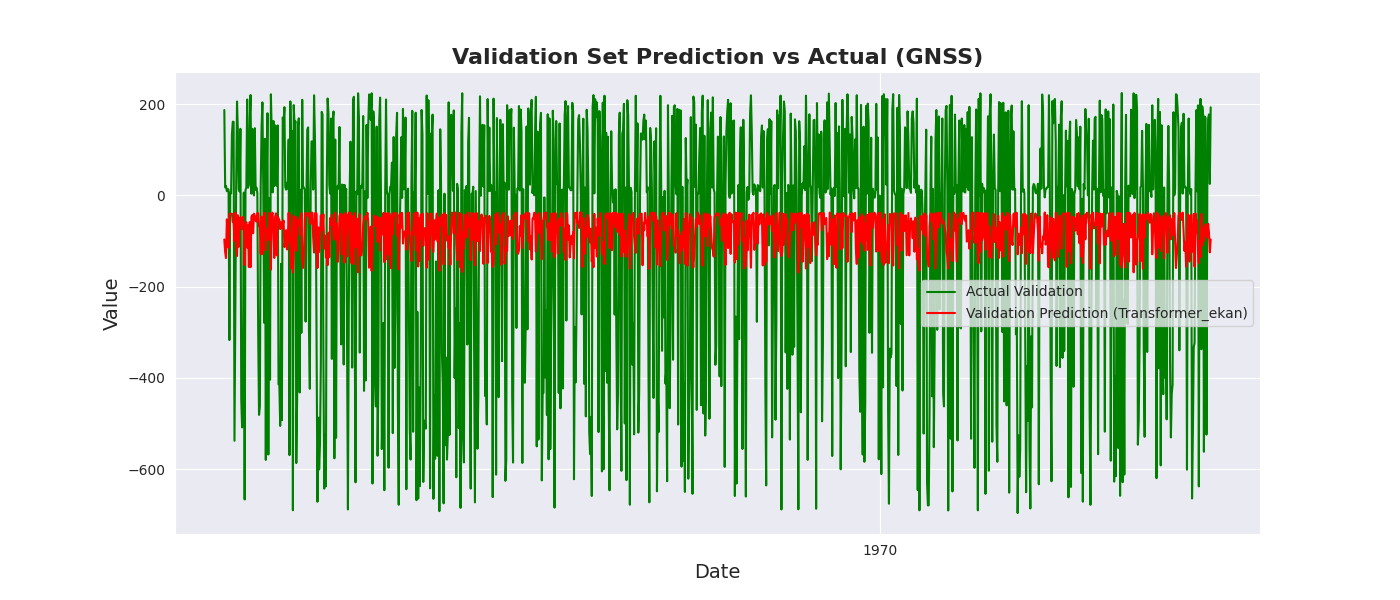 Validation Set Prediction vs Actual (GNSS)
200
0
−200
−400
−600
Value
Actual Validation
Validation Prediction (Transformer_ekan)
1970
Date